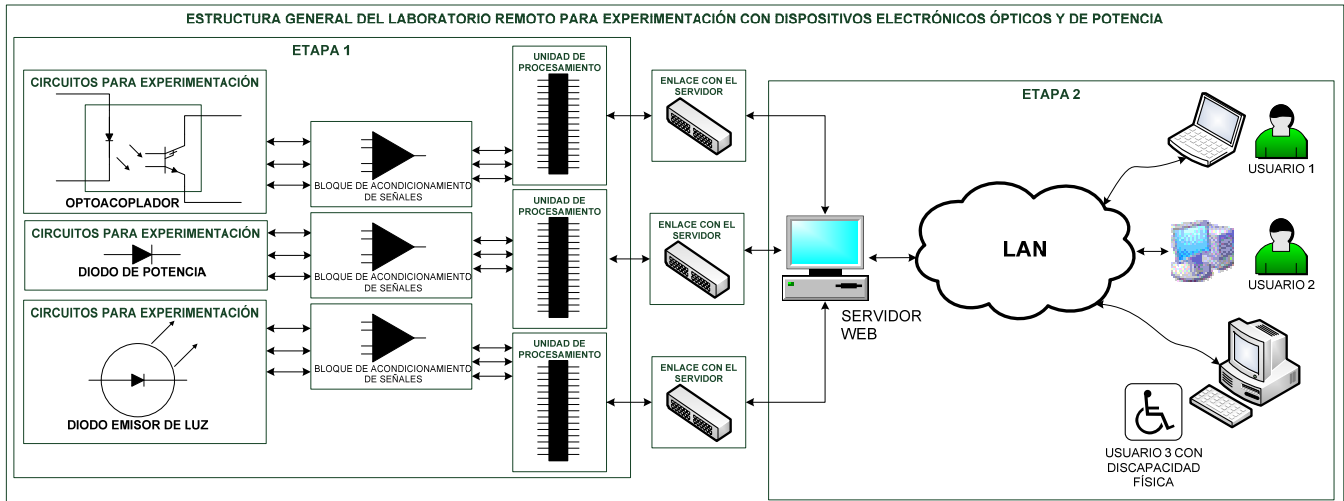 ESTRUCTURA GENERAL DEL LABORATORIO REMOTO PARA EXPERIMENTACIÓN CON DISPOSITIVOS ELECTRÓNICOS ÓPTICOS Y DE POTENCIA
ETAPA 1
CIRCUITOS PARA EXPERIMENTACIÓN
OPTOACOPLADOR
BLOQUE DE ACONDICIONAMIENTO
DE SEÑALES
UNIDAD DE
PROCESAMIENTO
ENLACE CON EL
SERVIDOR
CIRCUITOS PARA EXPERIMENTACIÓN
DIODO DE POTENCIA
BLOQUE DE ACONDICIONAMIENTO
DE SEÑALES
UNIDAD DE
PROCESAMIENTO
ENLACE CON EL
SERVIDOR
CIRCUITOS PARA EXPERIMENTACIÓN
DIODO EMISOR DE LUZ
BLOQUE DE ACONDICIONAMIENTO
DE SEÑALES
UNIDAD DE
PROCESAMIENTO
ENLACE CON EL
SERVIDOR
ETAPA 2
SERVIDOR
WEB
LAN
USUARIO 1
USUARIO 2
USUARIO 3 CON
DISCAPACIDAD
FÍSICA